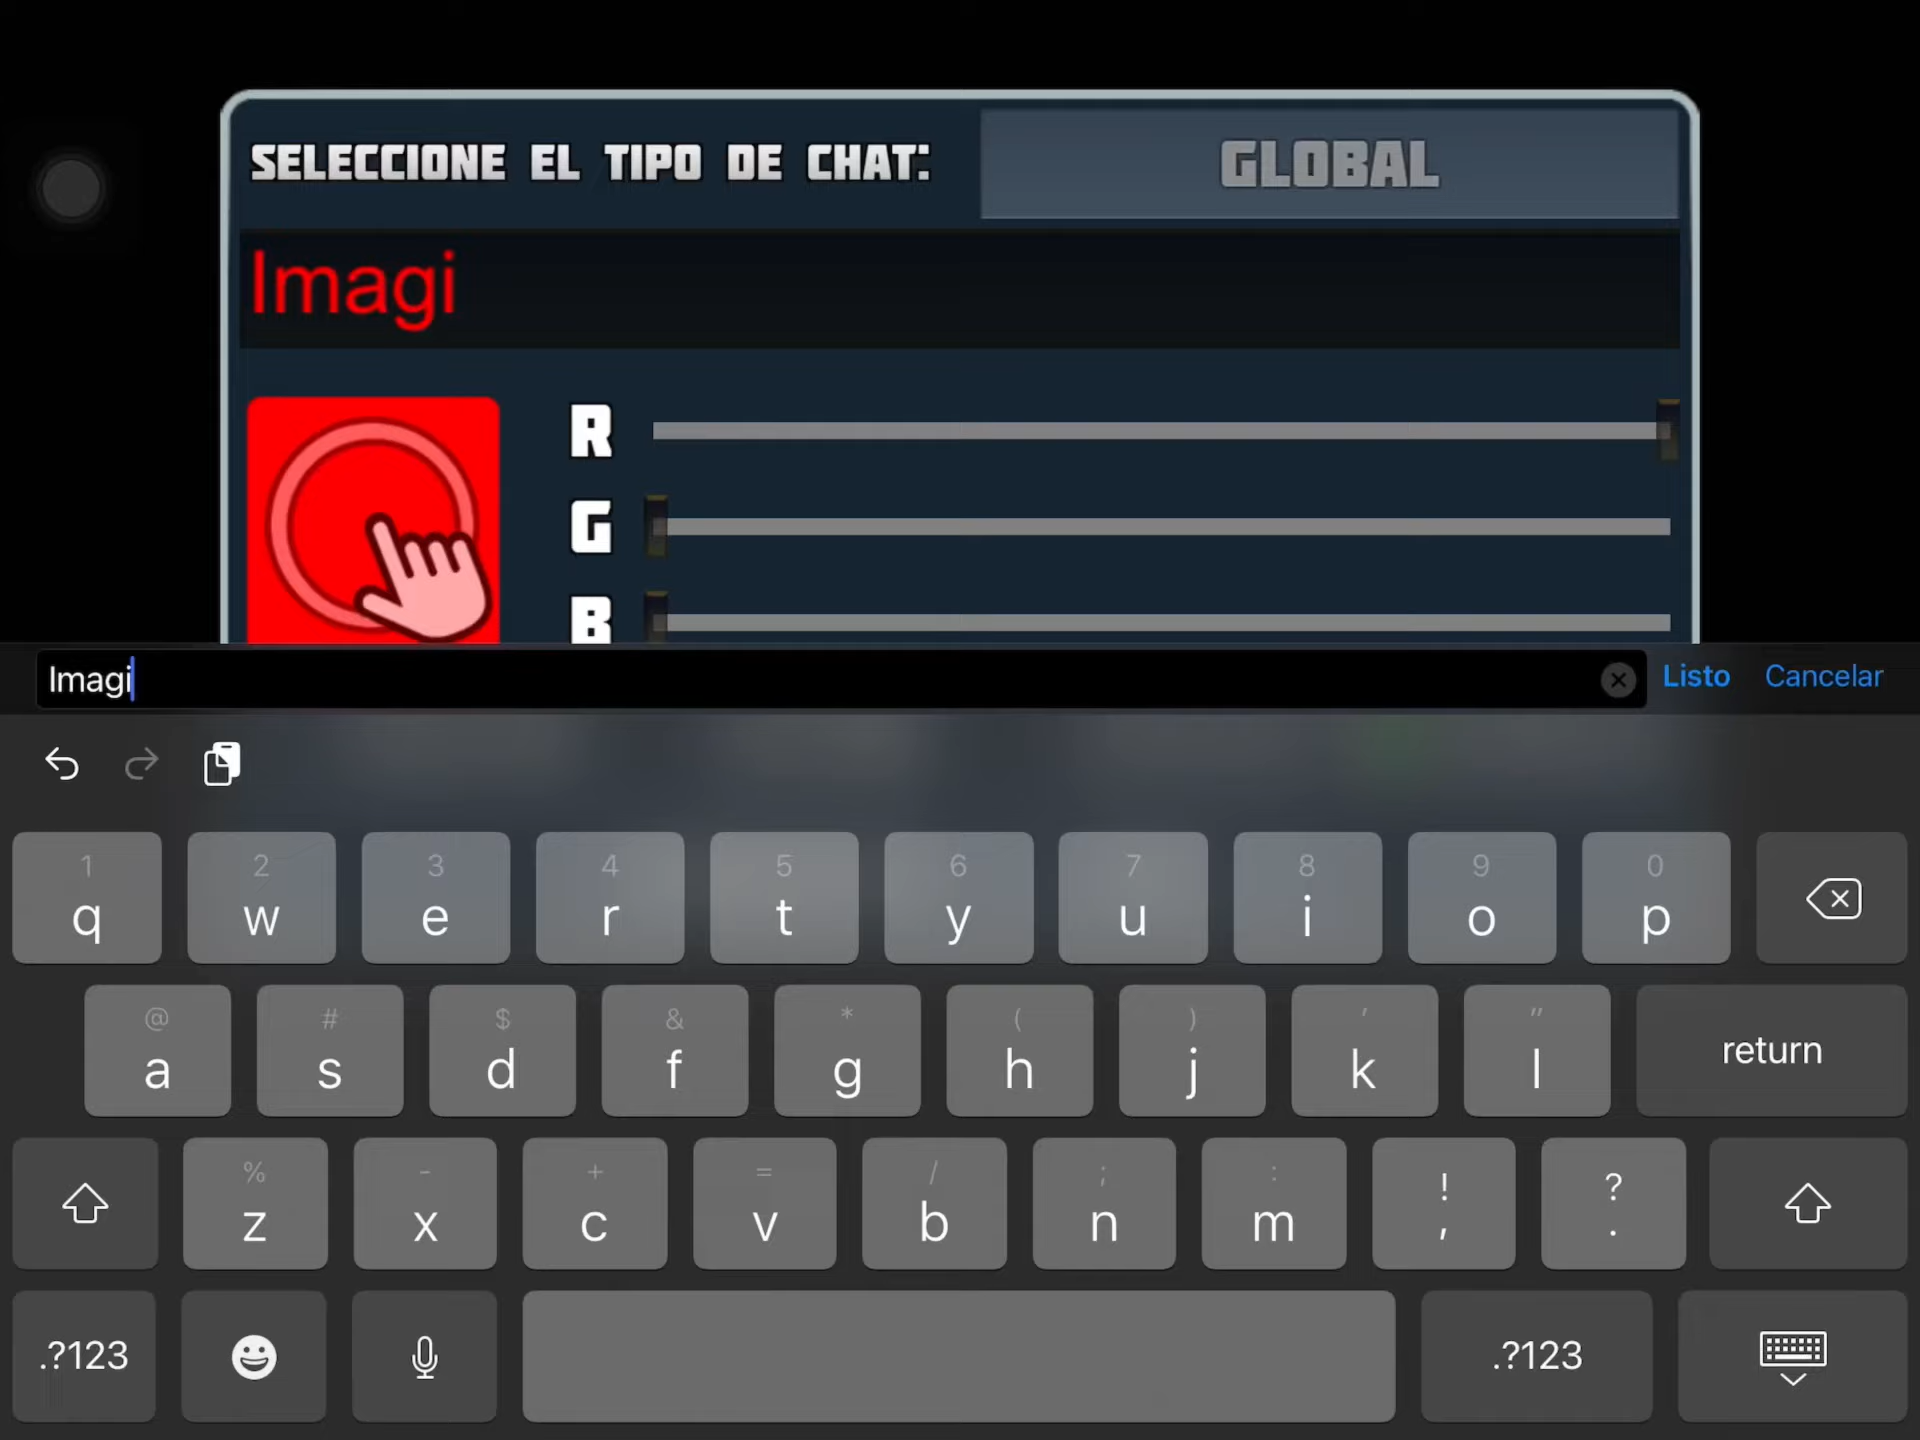 SELECCIONE EL TIPO DE CHAT: GLOBAL
Imagi
R
G
B
Imagi Listo Cancelar
1 2 3 4 5 6 7 8 9 0
q w e r t y u i o p
@ # $ & * ( ) ' "
a s d f g h j k l return
% - + = / ; : ! ?
z x c v b n m , .
.?123 .?123